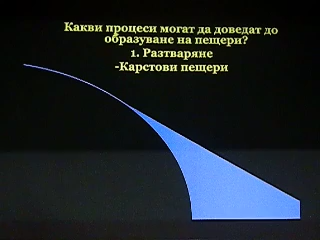 Какви процеси могат да доведат до
образуване на пещери?
1. Разтваряне
-Карстови пещери